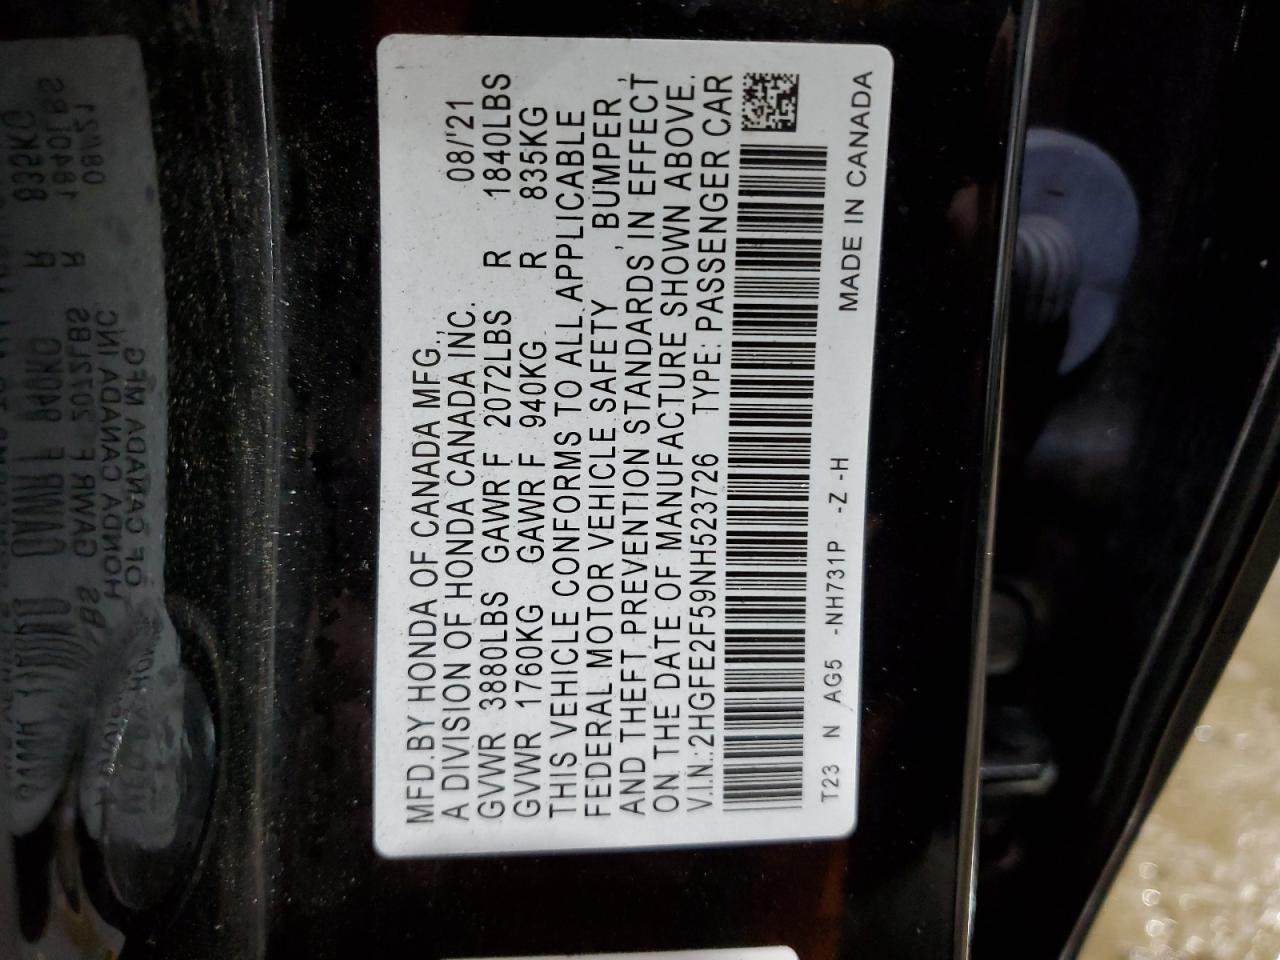 MFD.BY HONDA OF CANADA MFG.,
A DIVISION OF HONDA CANADA INC. 08/'21
GVWR 3880LBS GAWR F 2072LBS R 1840LBS
GVWR 1760KG GAWR F 940KG R 835KG
THIS VEHICLE CONFORMS TO ALL APPLICABLE
FEDERAL MOTOR VEHICLE SAFETY , BUMPER ,
AND THEFT PREVENTION STANDARDS IN EFFECT
ON THE DATE OF MANUFACTURE SHOWN ABOVE.
V.I.N.:2HGFE2F59NH523726 TYPE: PASSENGER CAR
T23 N AG5 -NH731P -Z -H
MADE IN CANADA